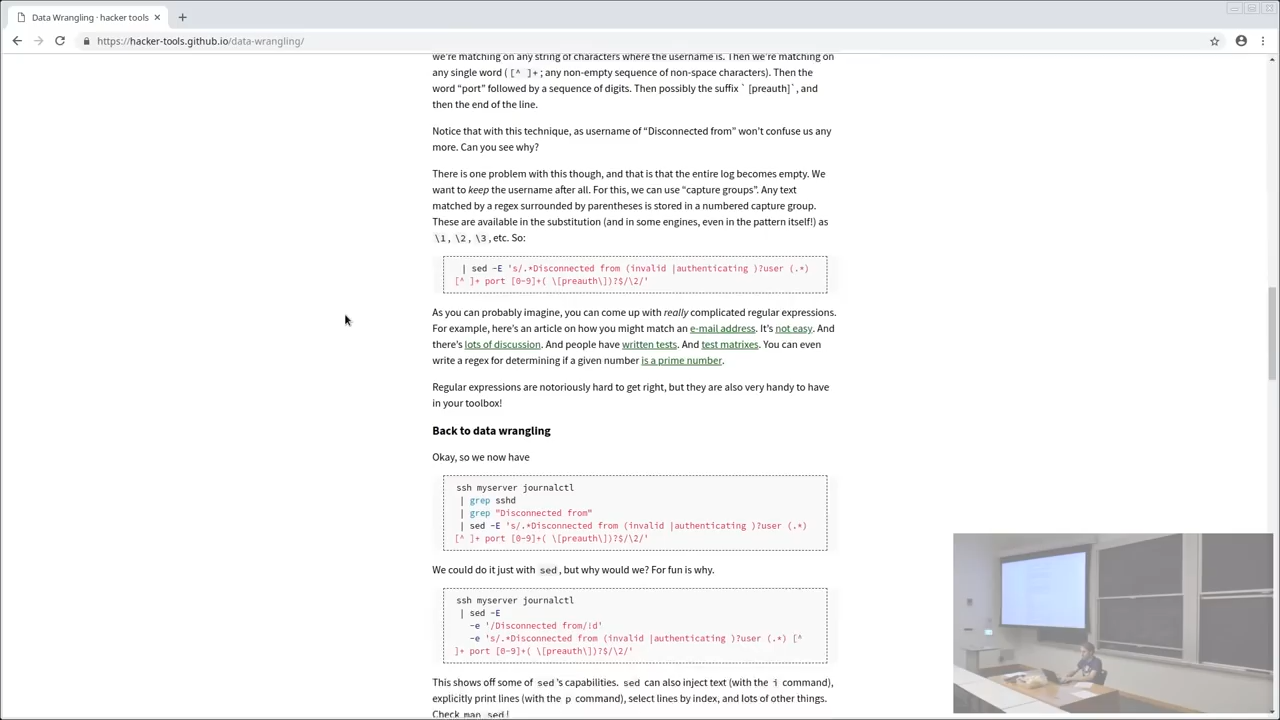 Data Wrangling · hacker tools
https://hacker-tools.github.io/data-wrangling/
we're matching on any string of characters where the username is. Then we're matching on
any single word ( [^ ]+ ; any non-empty sequence of non-space characters). Then the
word “port” followed by a sequence of digits. Then possibly the suffix ` [preauth]`, and
then the end of the line.
Notice that with this technique, as username of “Disconnected from” won’t confuse us any
more. Can you see why?
There is one problem with this though, and that is that the entire log becomes empty. We
want to keep the username after all. For this, we can use “capture groups”. Any text
matched by a regex surrounded by parentheses is stored in a numbered capture group.
These are available in the substitution (and in some engines, even in the pattern itself!) as
\1, \2, \3, etc. So:
| sed -E 's/.*Disconnected from (invalid |authenticating )?user (.*)
[^ ]+ port [0-9]+( \[preauth\])?$/\2/'
As you can probably imagine, you can come up with really complicated regular expressions.
For example, here’s an article on how you might match an e-mail address. It’s not easy. And
there’s lots of discussion. And people have written tests. And test matrixes. You can even
write a regex for determining if a given number is a prime number.
Regular expressions are notoriously hard to get right, but they are also very handy to have
in your toolbox!
Back to data wrangling
Okay, so we now have
ssh myserver journalctl
| grep sshd
| grep "Disconnected from"
| sed -E 's/.*Disconnected from (invalid |authenticating )?user (.*)
[^ ]+ port [0-9]+( \[preauth\])?$/\2/'
We could do it just with sed, but why would we? For fun is why.
ssh myserver journalctl
| sed -E
-e '/Disconnected from/!d'
-e 's/.*Disconnected from (invalid |authenticating )?user (.*) [^
]+ port [0-9]+( \[preauth\])?$/\2/'
This shows off some of sed’s capabilities. sed can also inject text (with the i command),
explicitly print lines (with the p command), select lines by index, and lots of other things.
Check man sed!